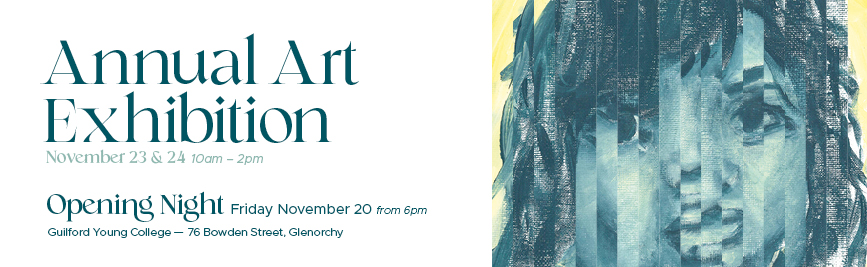 Annual Art
Exhibition
November 23 & 24 10am – 2pm
Opening Night Friday November 20 from 6pm
Guilford Young College — 76 Bowden Street, Glenorchy